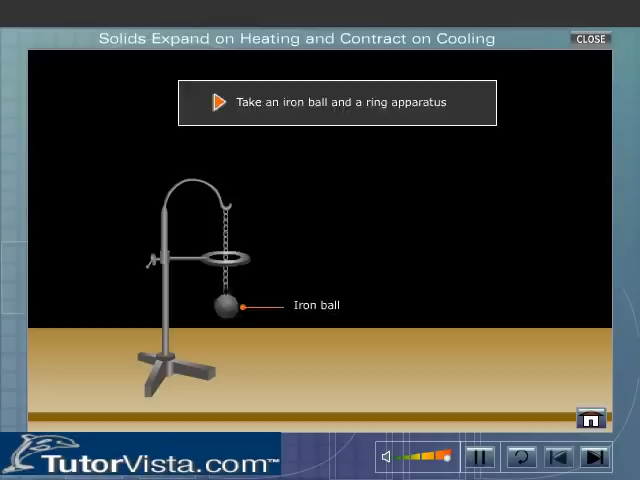 Solids Expand on Heating and Contract on Cooling
CLOSE
Take an iron ball and a ring apparatus
Iron ball
TutorVista.com™